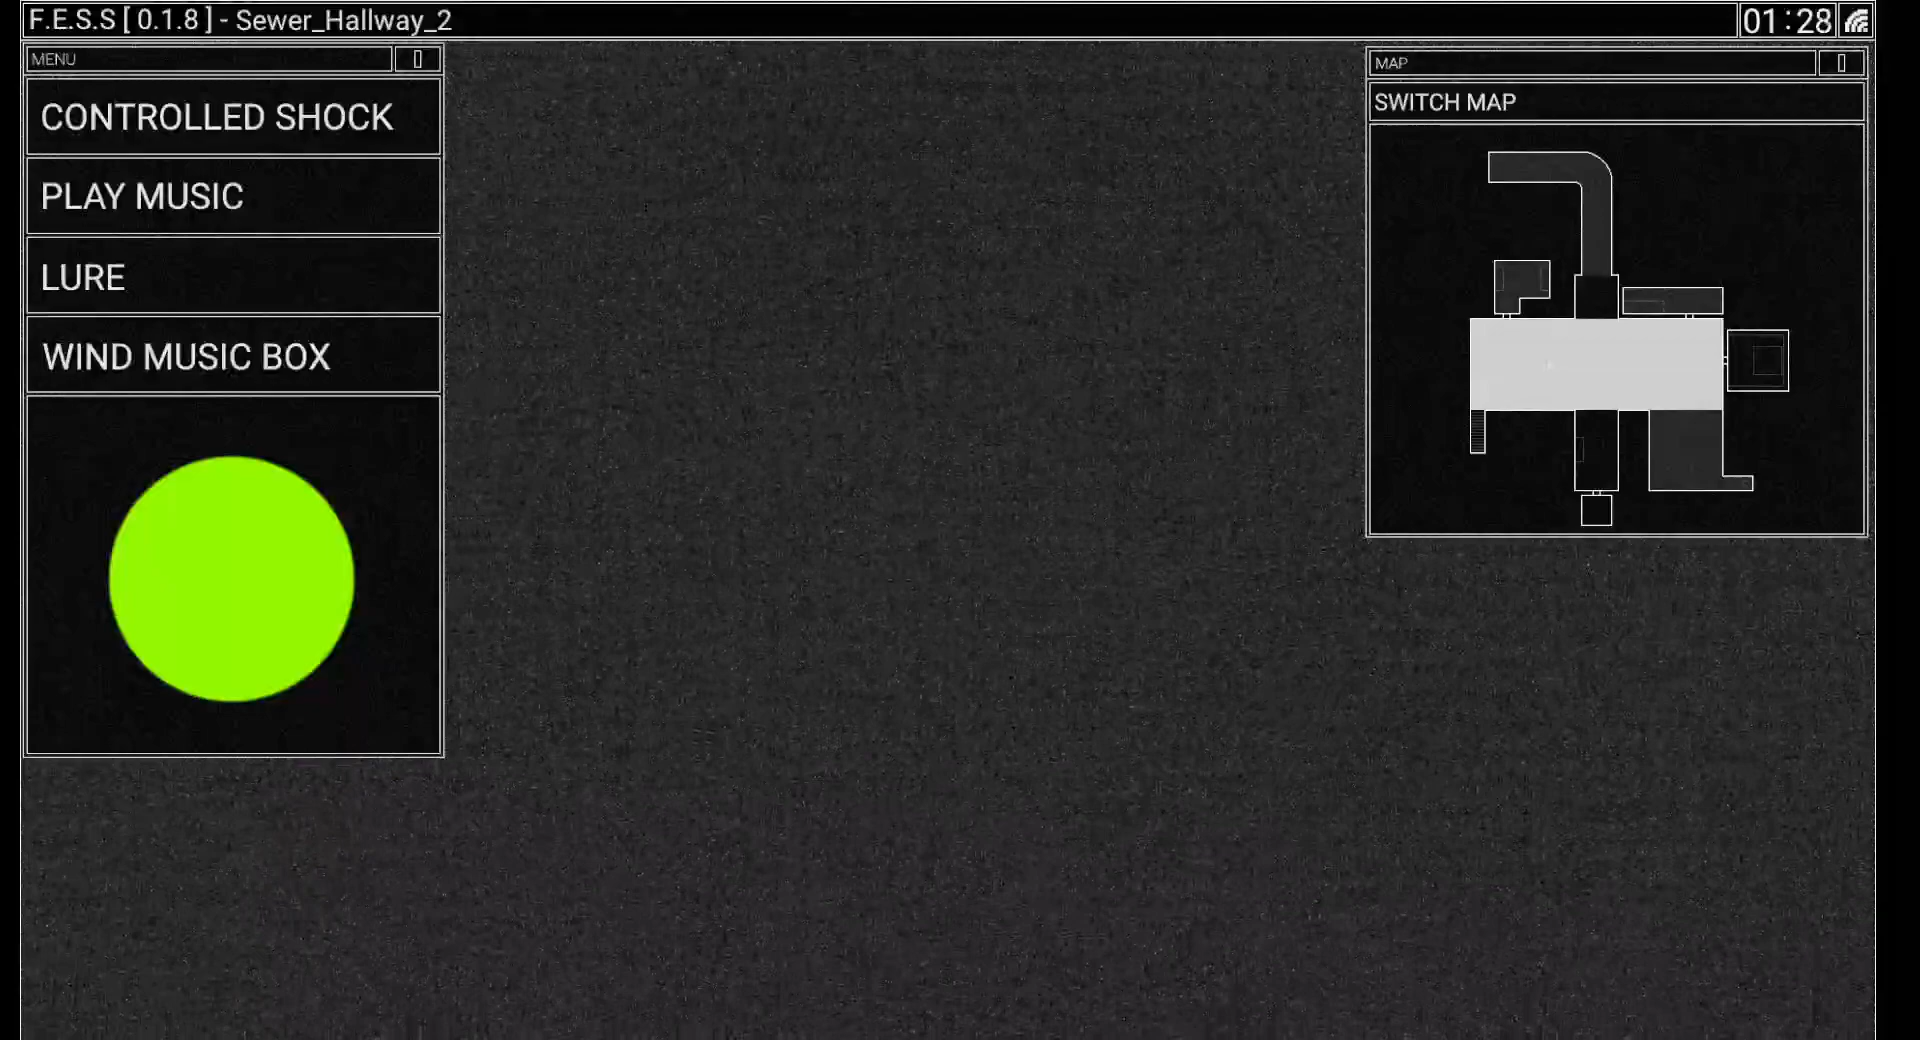 F.E.S.S [ 0.1.8 ] - Sewer_Hallway_2
01:28
MENU
CONTROLLED SHOCK
PLAY MUSIC
LURE
WIND MUSIC BOX
MAP
SWITCH MAP